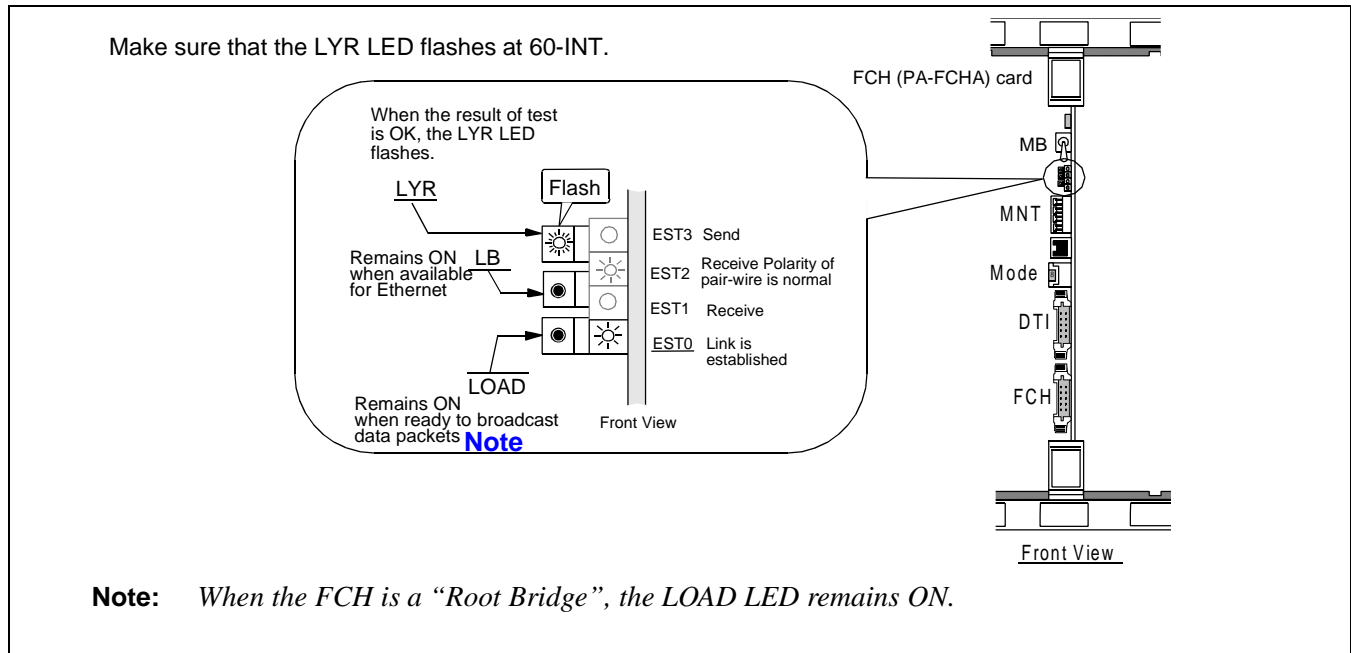 Make sure that the LYR LED flashes at 60-INT.
FCH (PA-FCHA) card
When the result of test
is OK, the LYR LED
flashes.
LYR
Flash
MB
MNT
Mode
DTI
FCH
EST3 Send
Remains ON
when available
for Ethernet
LB
EST2 Receive Polarity of
pair-wire is normal
EST1 Receive
EST0 Link is
established
LOAD
Remains ON
when ready to broadcast
data packets Note
Front View
Front View
Note: When the FCH is a “Root Bridge”, the LOAD LED remains ON.